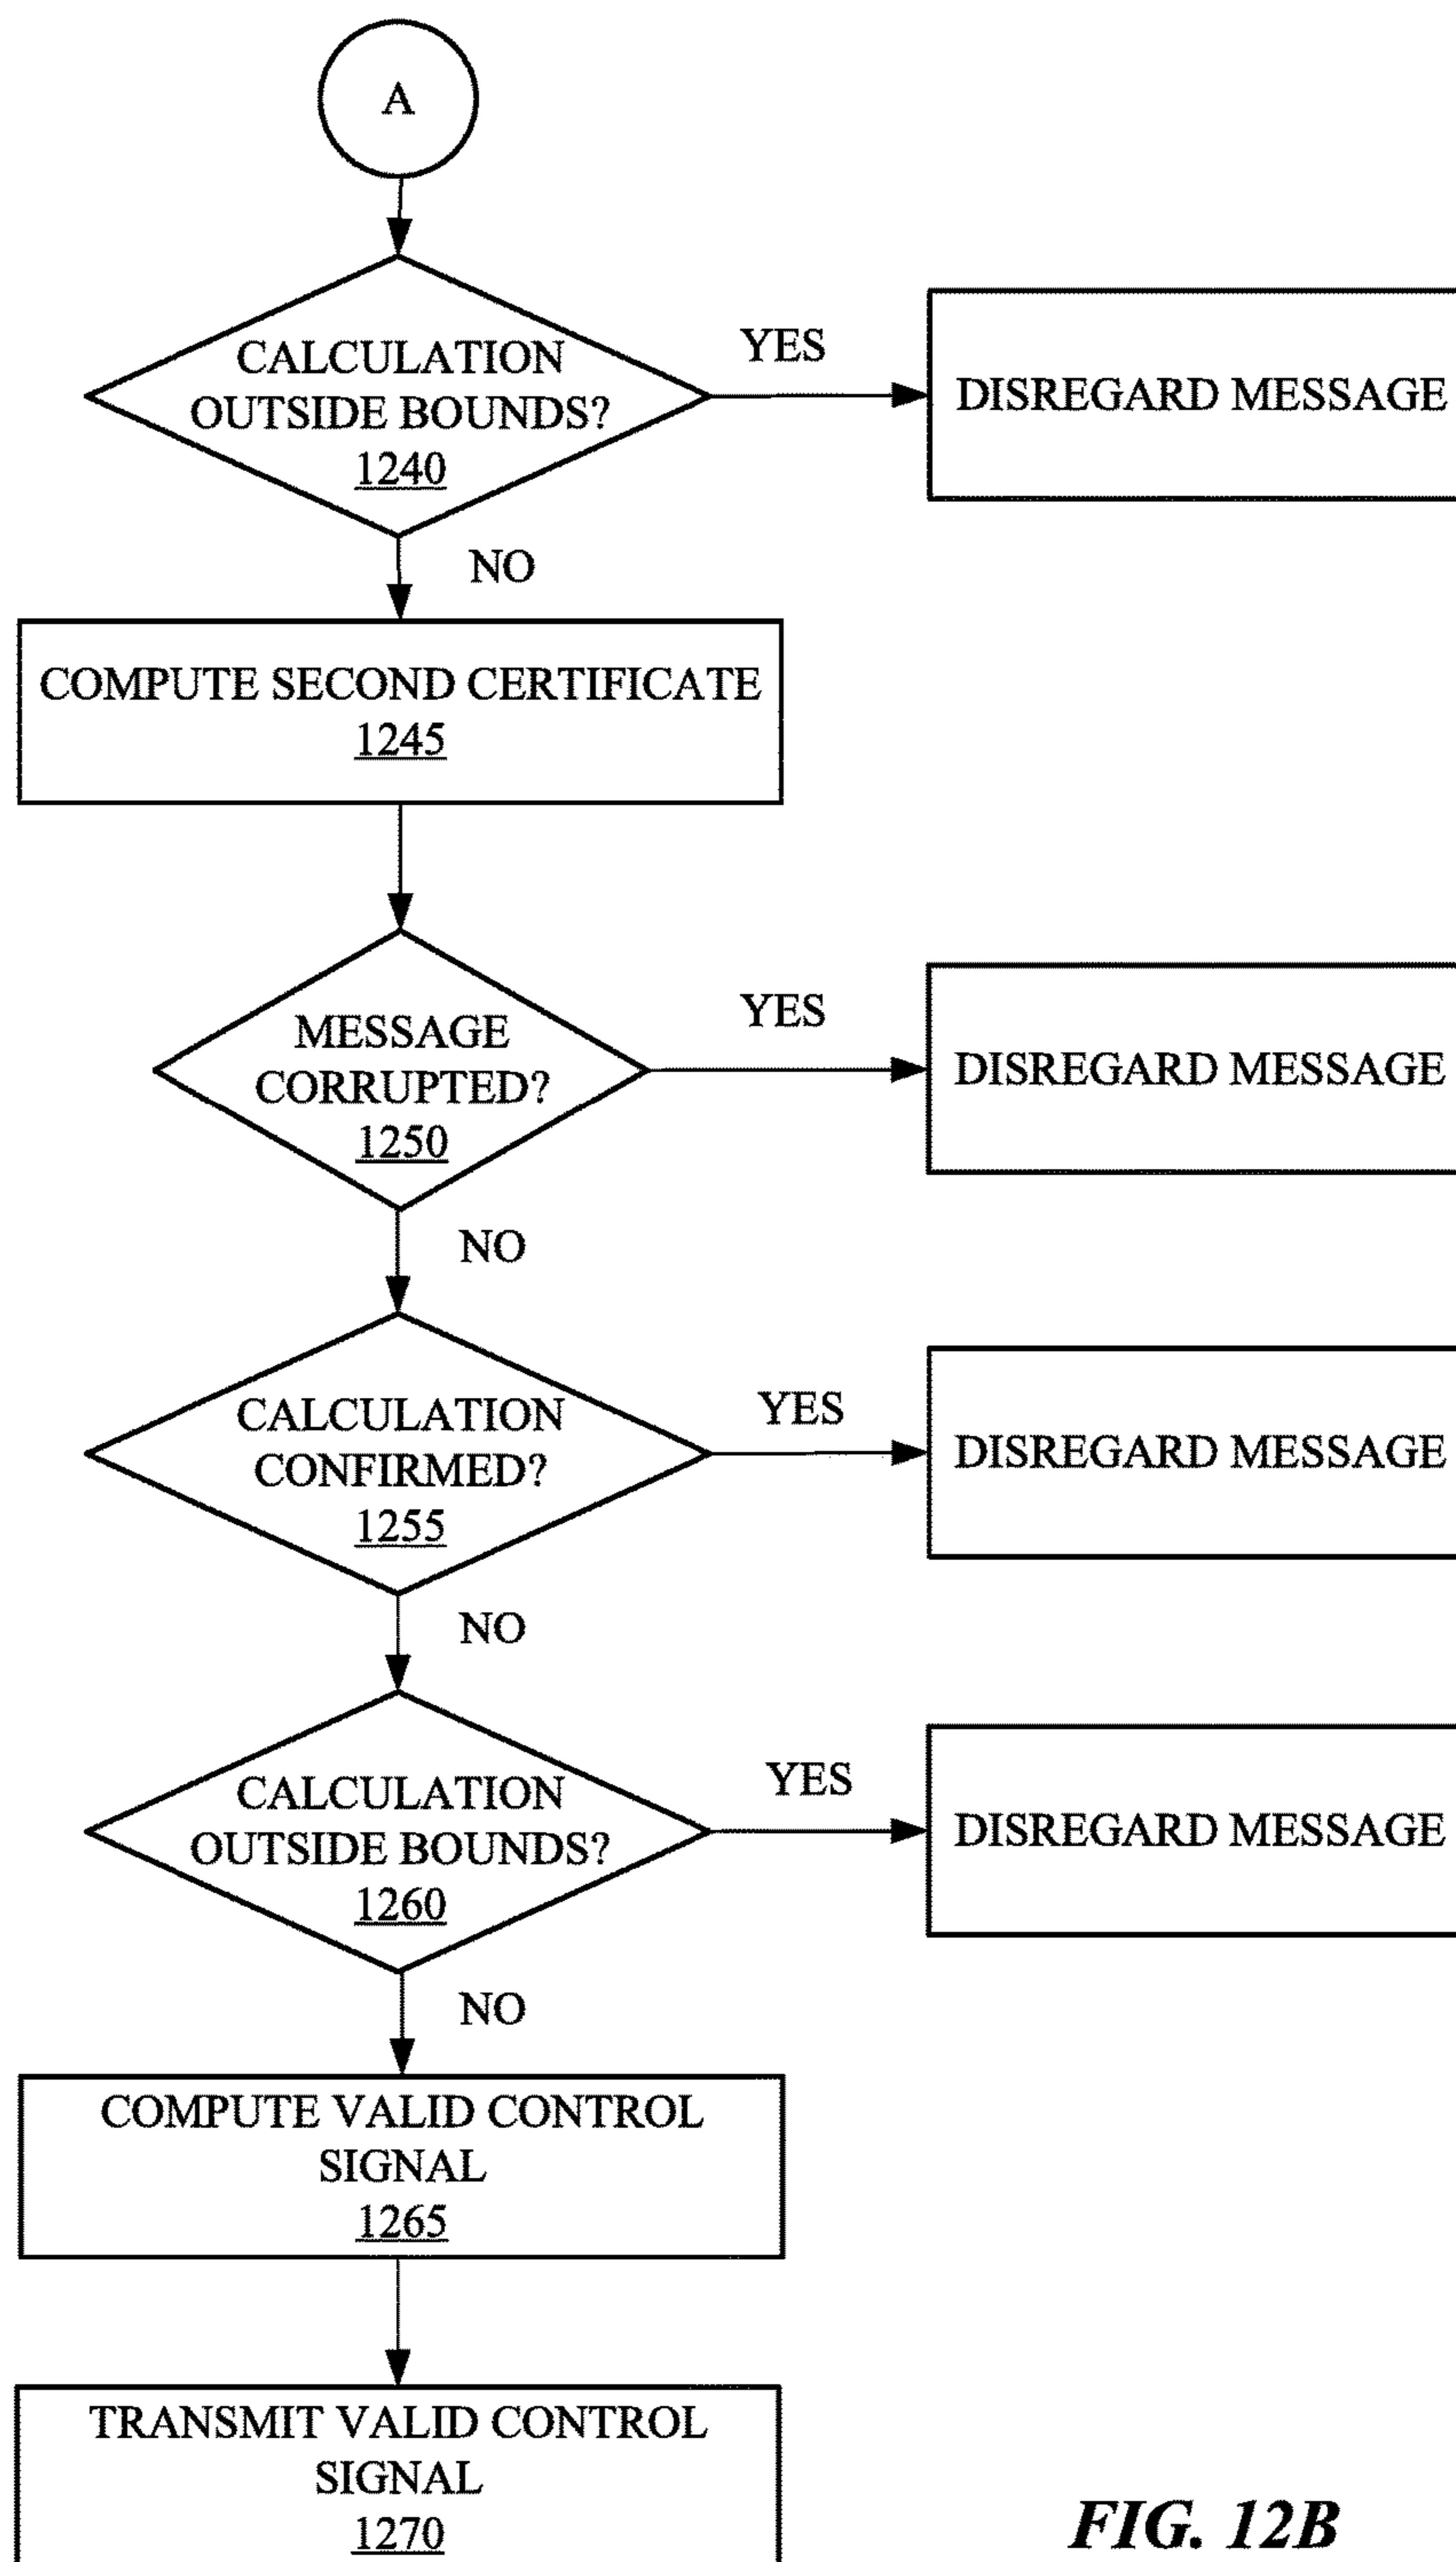 A
CALCULATION
OUTSIDE BOUNDS?
1240
YES
DISREGARD MESSAGE
NO
COMPUTE SECOND CERTIFICATE
1245
MESSAGE
CORRUPTED?
1250
YES
DISREGARD MESSAGE
NO
CALCULATION
CONFIRMED?
1255
YES
DISREGARD MESSAGE
NO
CALCULATION
OUTSIDE BOUNDS?
1260
YES
DISREGARD MESSAGE
NO
COMPUTE VALID CONTROL
SIGNAL
1265
TRANSMIT VALID CONTROL
SIGNAL
1270
FIG. 12B